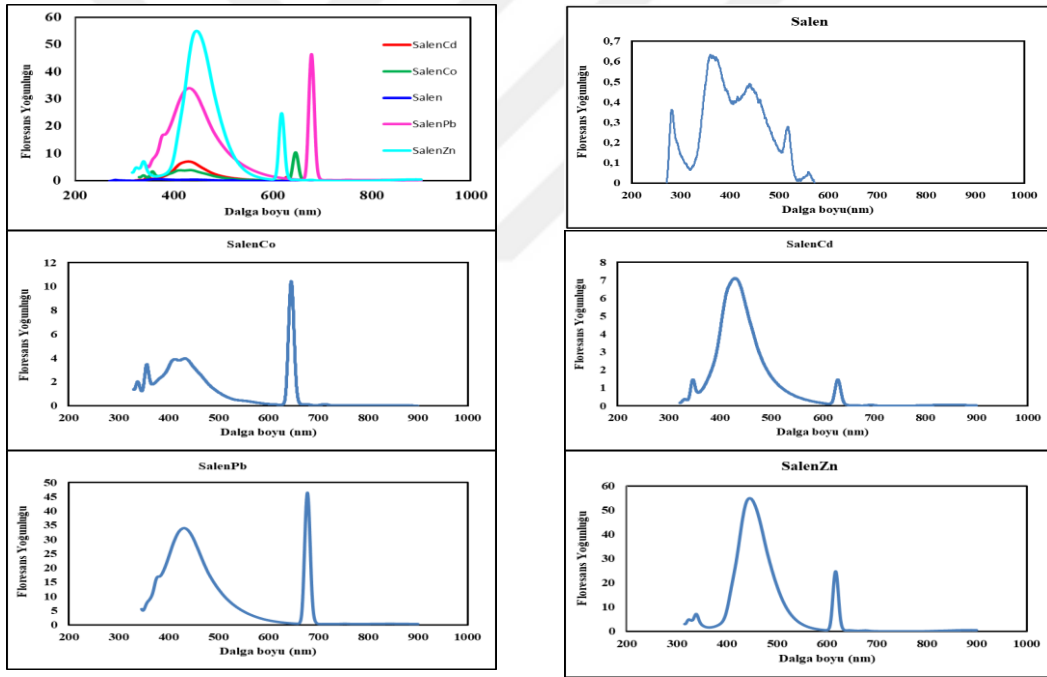 60
50
40
30
20
10
0
Floresans Yoğunluğu
SalenCd
SalenCo
Salen
SalenPb
SalenZn
200 400 600 800 1000
Dalga boyu (nm)
Salen
0,7
0,6
0,5
0,4
0,3
0,2
0,1
0
Floresans Yoğunluğu
200 300 400 500 600 700 800 900 1000
Dalga boyu(nm)
SalenCo
12
10
8
6
4
2
0
Floresans Yoğunluğu
200 300 400 500 600 700 800 900 1000
Dalga boyu (nm)
SalenCd
8
7
6
5
4
3
2
1
0
Floresans Yoğunluğu
200 300 400 500 600 700 800 900 1000
Dalga boyu (nm)
SalenPb
50
45
40
35
30
25
20
15
10
5
0
Floresans Yoğunluğu
200 300 400 500 600 700 800 900 1000
Dalga boyu (nm)
SalenZn
60
50
40
30
20
10
0
Floresans Yoğunluğu
200 300 400 500 600 700 800 900 1000
Dalga boyu (nm)